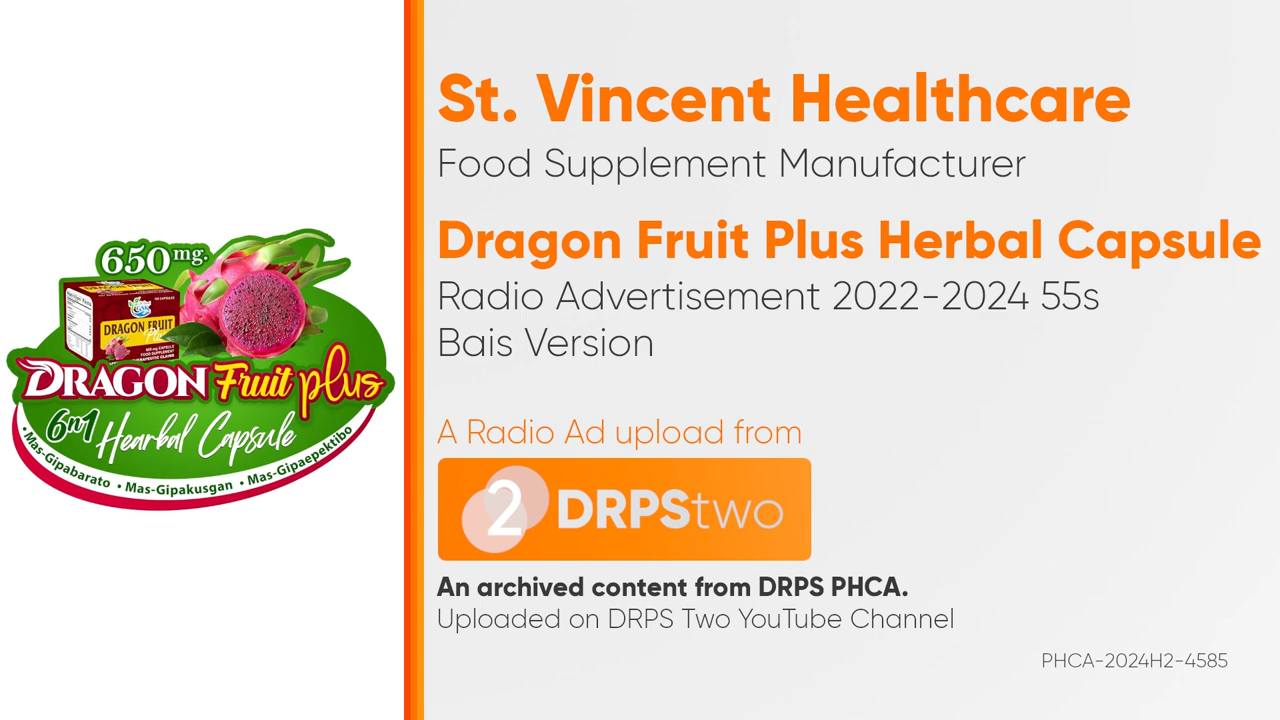 650mg.
DRAGON FRUIT
DRAGON Fruit plus
6n1 Hearbal Capsule
•Mas-Gipabarato •Mas-Gipakusgan •Mas-Gipaepektibo
St. Vincent Healthcare
Food Supplement Manufacturer
Dragon Fruit Plus Herbal Capsule
Radio Advertisement 2022-2024 55s
Bais Version
A Radio Ad upload from
2 DRPStwo
An archived content from DRPS PHCA.
Uploaded on DRPS Two YouTube Channel
PHCA-2024H2-4585